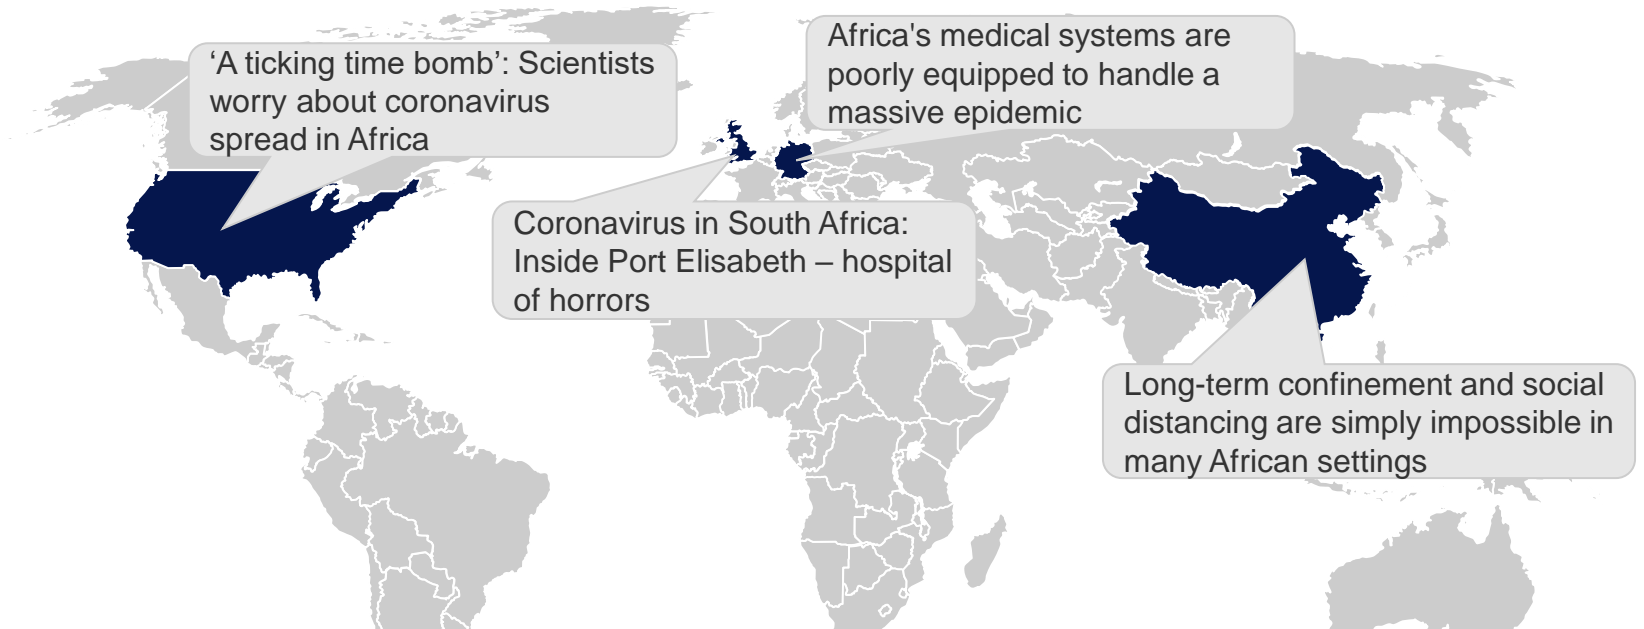 ‘A ticking time bomb’: Scientists
worry about coronavirus
spread in Africa
Africa's medical systems are
poorly equipped to handle a
massive epidemic
Coronavirus in South Africa:
Inside Port Elisabeth – hospital
of horrors
Long-term confinement and social
distancing are simply impossible in
many African settings